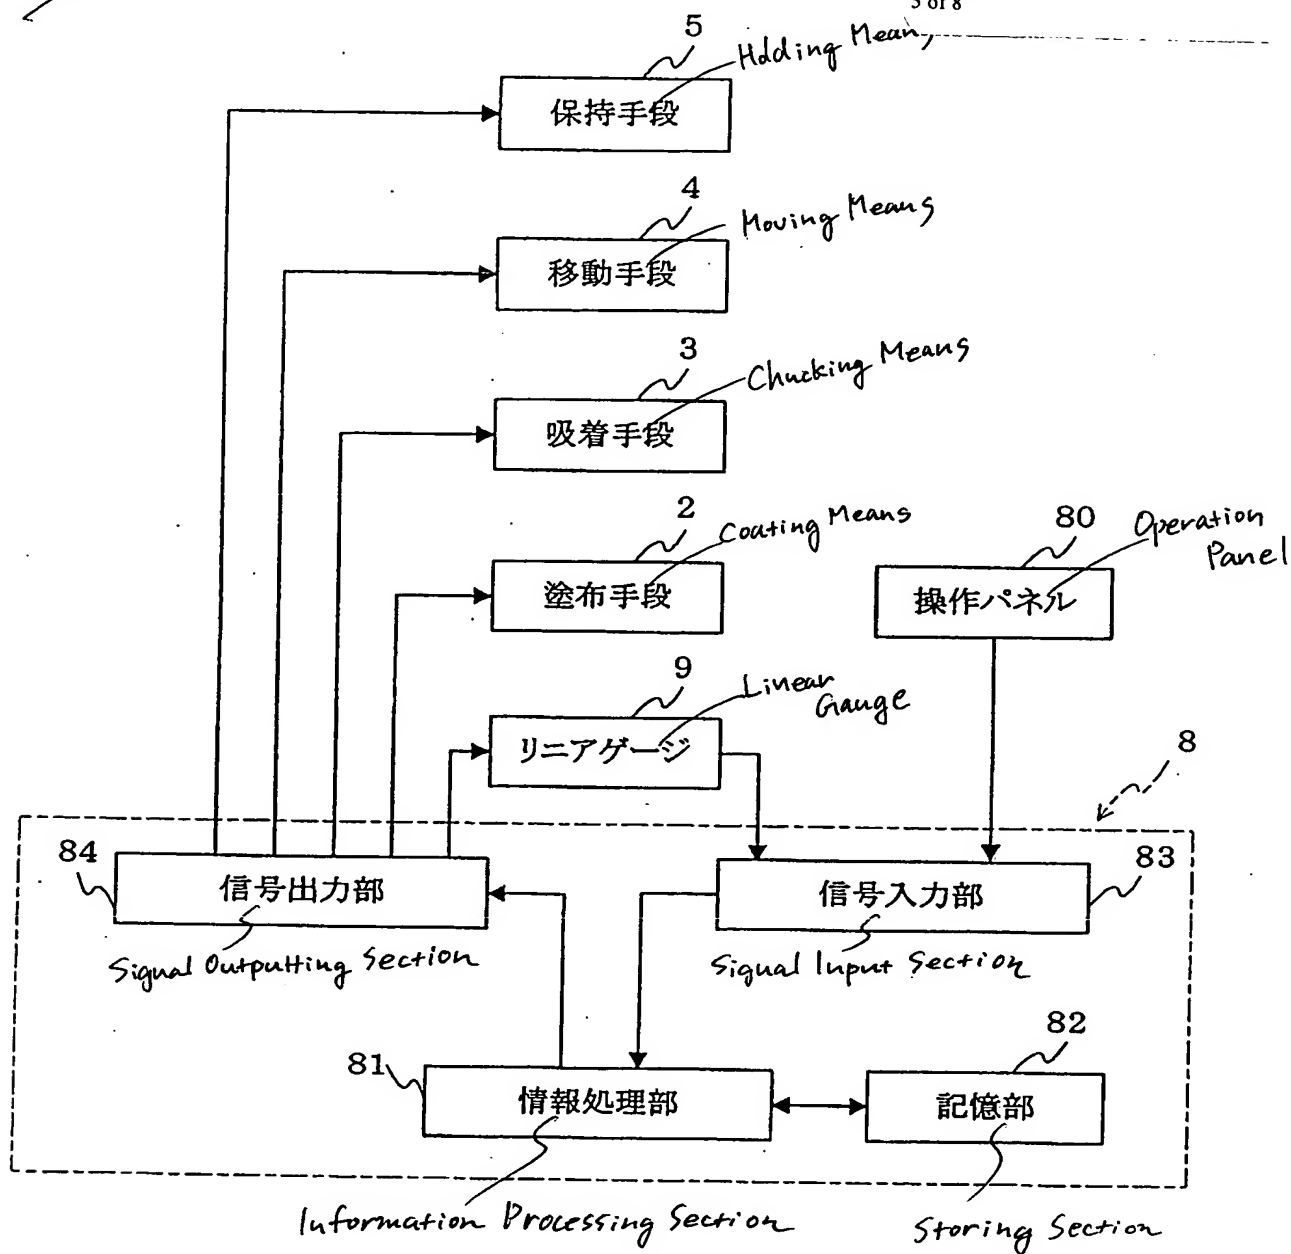 5 of 8
5
Holding Means
保持手段
4
Moving Means
移動手段
3
Chucking Means
吸着手段
2
Coating Means
塗布手段
80
Operation
Panel
操作パネル
9
Linear
Gauge
リニアゲージ
8
84
信号出力部
Signal Outputting Section
83
信号入力部
Signal Input Section
81
情報処理部
Information Processing Section
82
記憶部
Storing Section